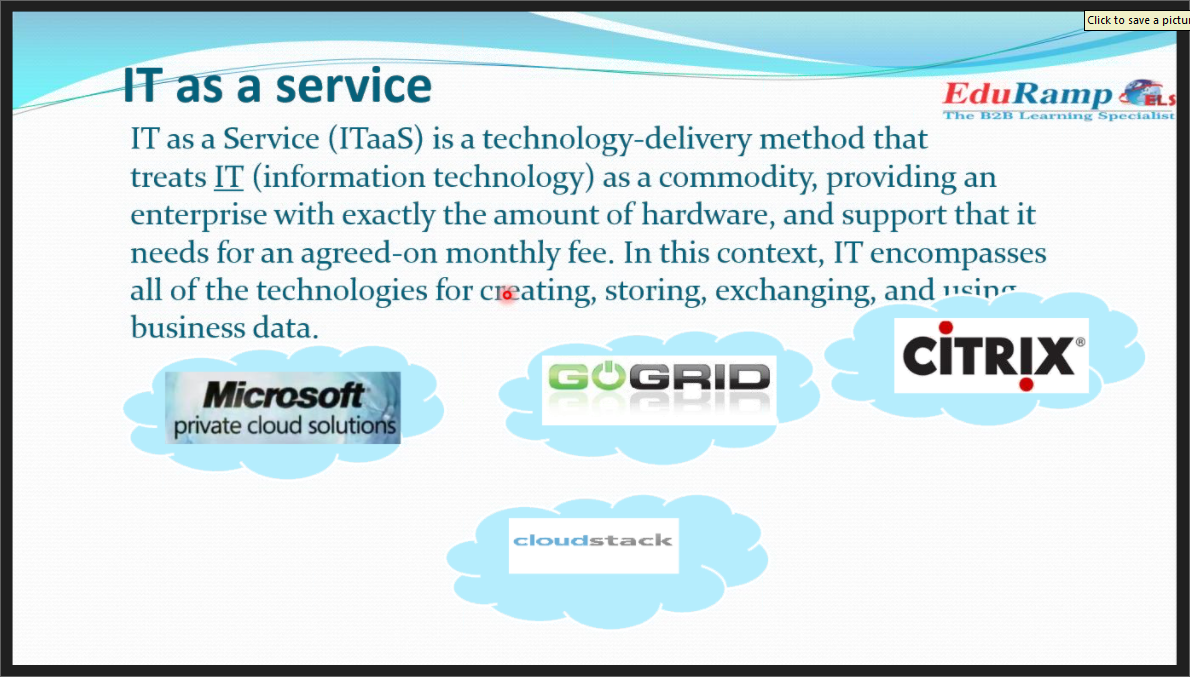 Click to save a pictur
IT as a service
EduRamp ELS
The B2B Learning Specialist
IT as a Service (ITaaS) is a technology-delivery method that
treats IT (information technology) as a commodity, providing an
enterprise with exactly the amount of hardware, and support that it
needs for an agreed-on monthly fee. In this context, IT encompasses
all of the technologies for creating, storing, exchanging, and using
business data.
CITRIX®
GOGRID
Microsoft
private cloud solutions
cloudstack